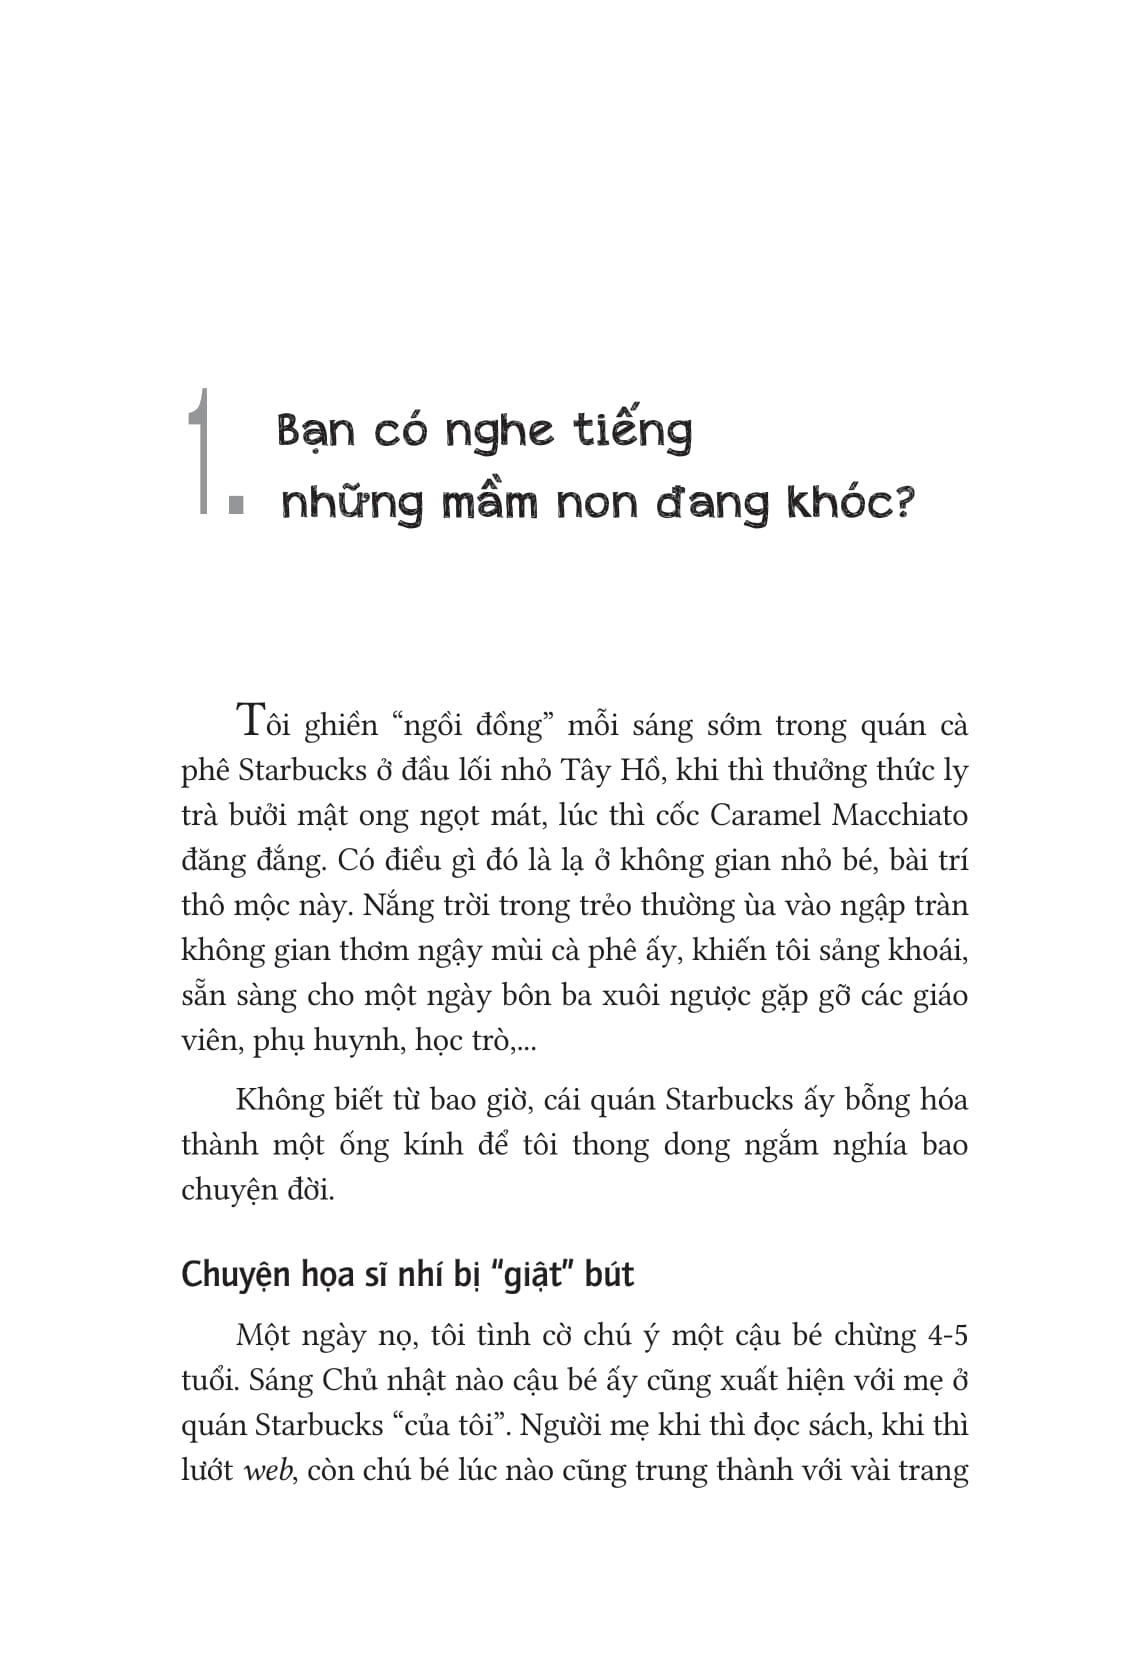 1. Bạn có nghe tiếng
những mầm non đang khóc?
Tôi ghiền “ngồi đồng” mỗi sáng sớm trong quán cà
phê Starbucks ở đầu lối nhỏ Tây Hồ, khi thì thưởng thức ly
trà bưởi mật ong ngọt mát, lúc thì cốc Caramel Macchiato
đăng đắng. Có điều gì đó là lạ ở không gian nhỏ bé, bài trí
thô mộc này. Nắng trời trong trẻo thường ùa vào ngập tràn
không gian thơm ngậy mùi cà phê ấy, khiến tôi sảng khoái,
sẵn sàng cho một ngày bôn ba xuôi ngược gặp gỡ các giáo
viên, phụ huynh, học trò,...
Không biết từ bao giờ, cái quán Starbucks ấy bỗng hóa
thành một ống kính để tôi thong dong ngắm nghía bao
chuyện đời.
Chuyện họa sĩ nhí bị “giật” bút
Một ngày nọ, tôi tình cờ chú ý một cậu bé chừng 4-5
tuổi. Sáng Chủ nhật nào cậu bé ấy cũng xuất hiện với mẹ ở
quán Starbucks “của tôi”. Người mẹ khi thì đọc sách, khi thì
lướt web, còn chú bé lúc nào cũng trung thành với vài trang